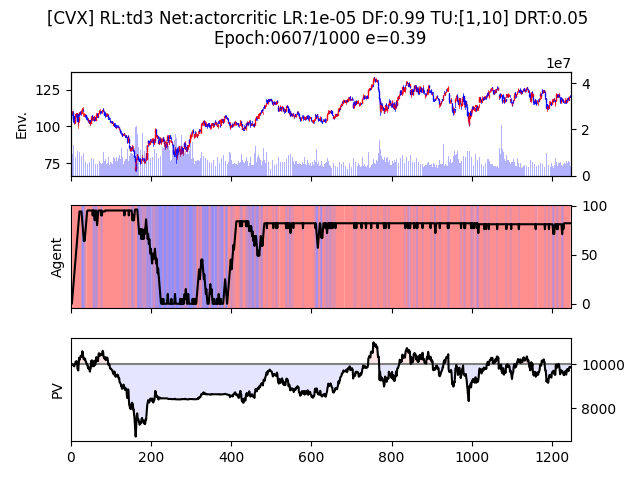 [CVX] RL:td3 Net:actorcritic LR:1e-05 DF:0.99 TU:[1,10] DRT:0.05
Epoch:0607/1000 e=0.39
1e7
125
100
75
Env.
4
2
0
Agent
100
50
0
PV
10000
8000
0 200 400 600 800 1000 1200